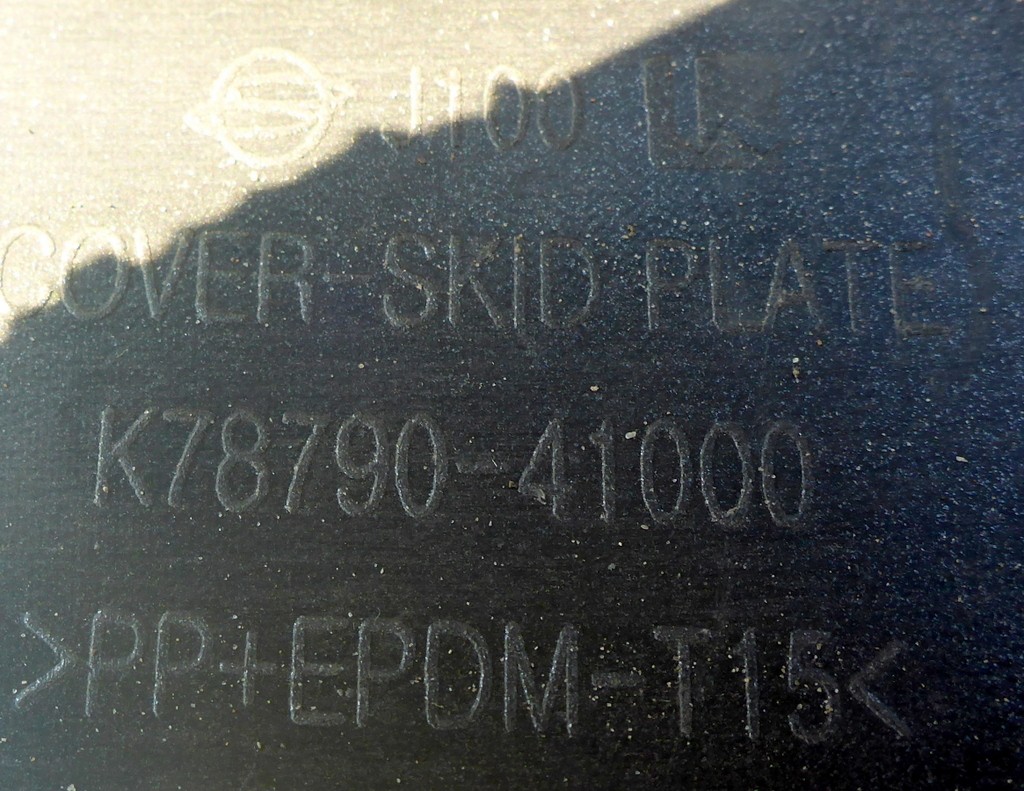 J100
COVER-SKID PLATE
K78790-41000
>PP+EPDM-T15<